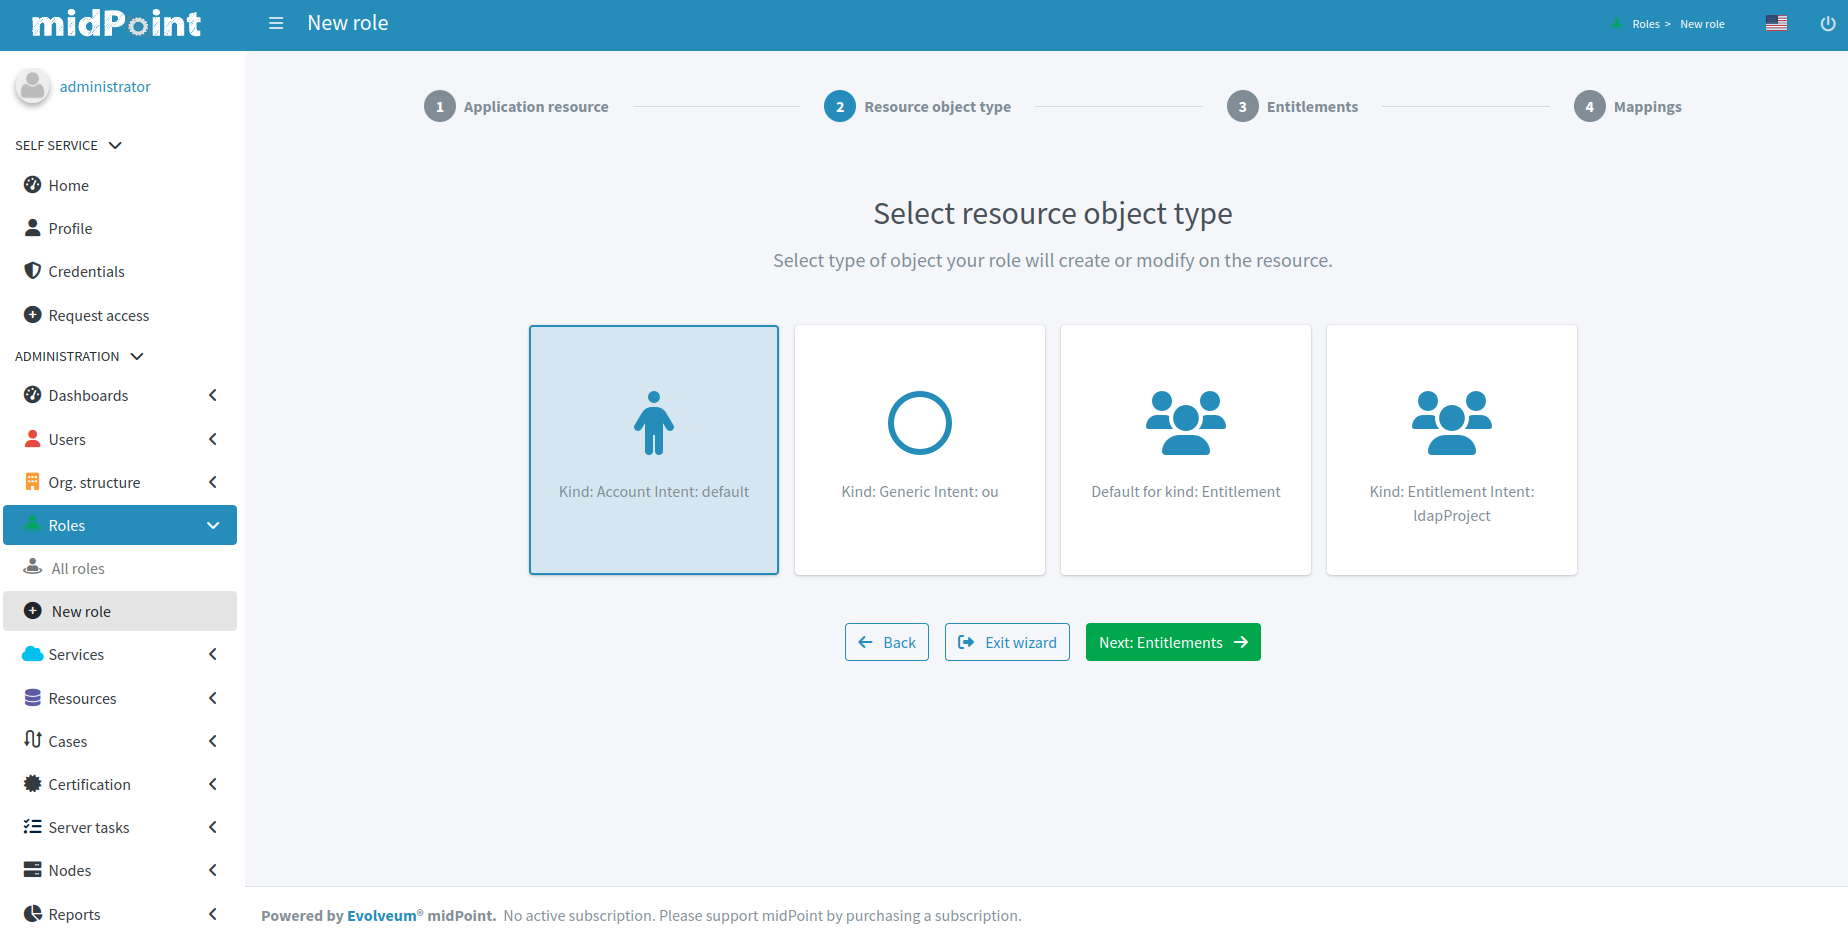 midPoint
New role
Roles > New role
administrator
SELF SERVICE
Home
Profile
Credentials
Request access
ADMINISTRATION
Dashboards
Users
Org. structure
Roles
All roles
New role
Services
Resources
Cases
Certification
Server tasks
Nodes
Reports
1 Application resource
2 Resource object type
3 Entitlements
4 Mappings
Select resource object type
Select type of object your role will create or modify on the resource.
Kind: Account Intent: default
Kind: Generic Intent: ou
Default for kind: Entitlement
Kind: Entitlement Intent:
ldapProject
Back
Exit wizard
Next: Entitlements
Powered by Evolveum® midPoint. No active subscription. Please support midPoint by purchasing a subscription.